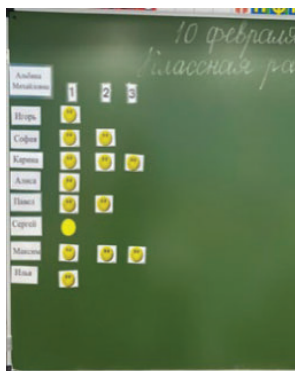 10 февраля
Классная ра
Альбина
Михайловна
1 2 3
Игорь
София
Карина
Алиса
Павел
Сергей
Максим
Илья